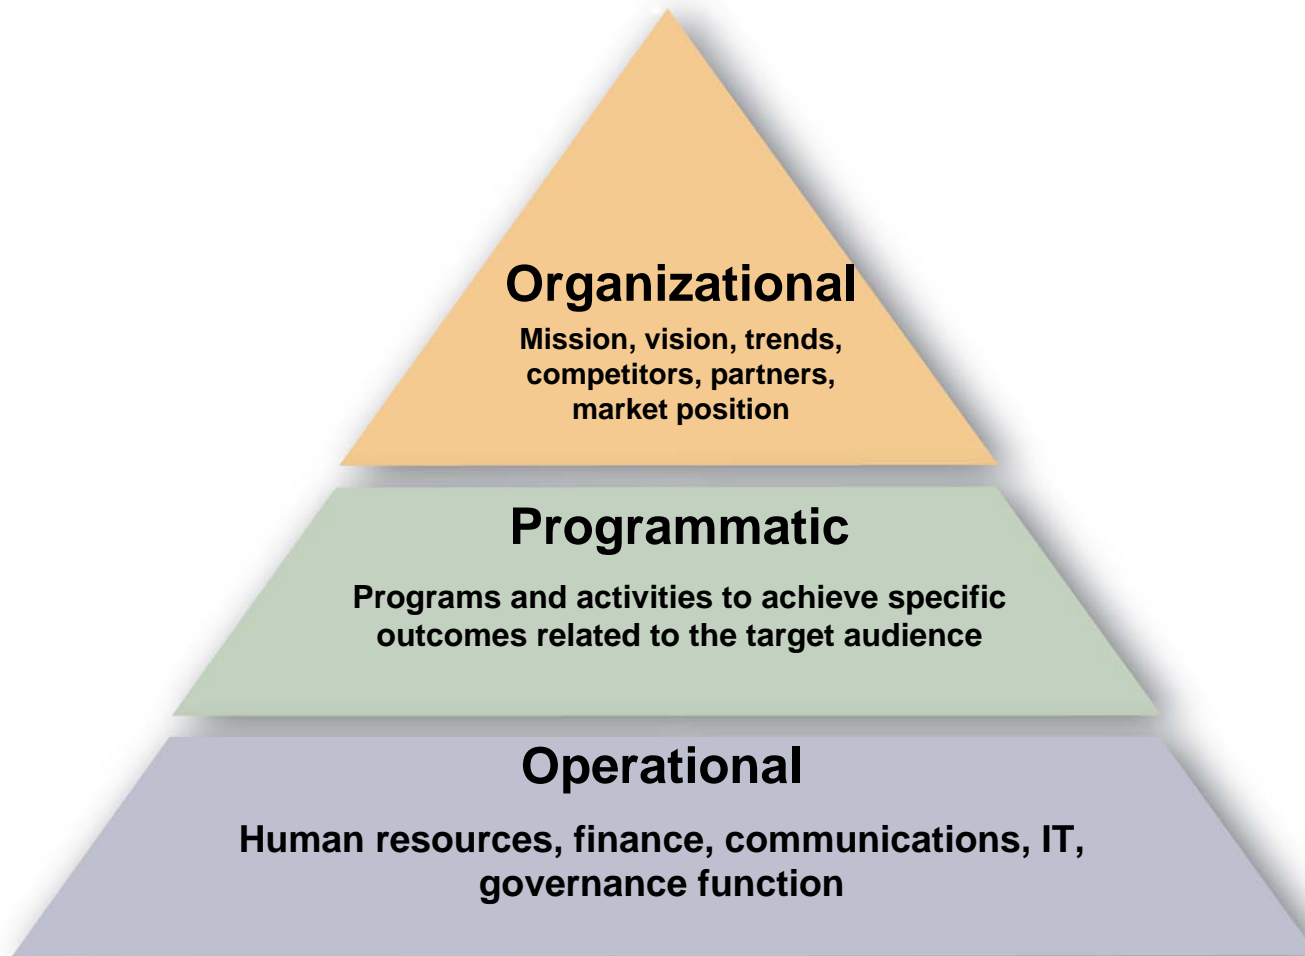 Organizational
Mission, vision, trends,
competitors, partners,
market position
Programmatic
Programs and activities to achieve specific
outcomes related to the target audience
Operational
Human resources, finance, communications, IT,
governance function